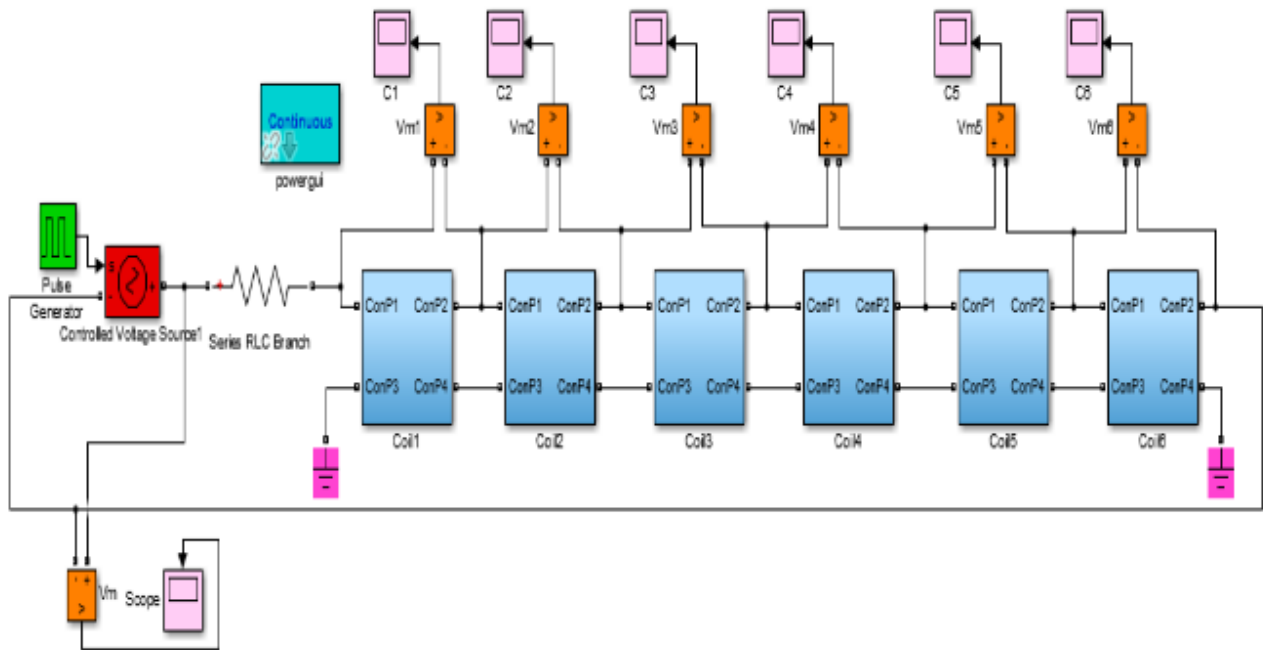 C1 C2 C3 C4 C5 C6
Vm1 Vm2 Vm3 Vm4 Vm5 Vm6
+ - + - + - + - + - + -
Continuous
powergui
Pulse
Generator
Controlled Voltage Source1
Series RLC Branch
ConP1 ConP2 ConP1 ConP2 ConP1 ConP2 ConP1 ConP2 ConP1 ConP2 ConP1 ConP2
ConP3 ConP4 ConP3 ConP4 ConP3 ConP4 ConP3 ConP4 ConP3 ConP4 ConP3 ConP4
Coil1 Coil2 Coil3 Coil4 Coil5 Coil6
- +
Vm
Scope